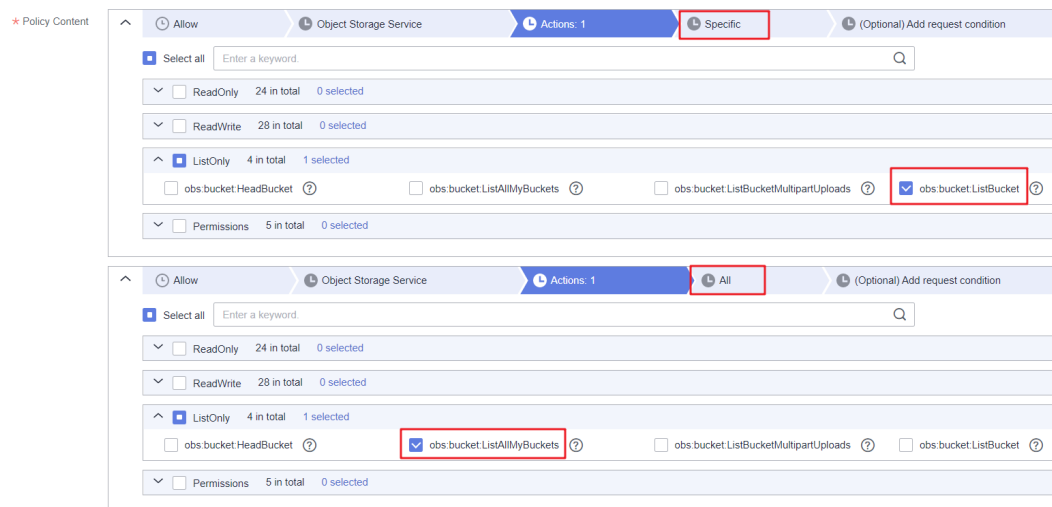 * Policy Content
Allow Object Storage Service Actions: 1 Specific (Optional) Add request condition
Select all Enter a keyword.
ReadOnly 24 in total 0 selected
ReadWrite 28 in total 0 selected
ListOnly 4 in total 1 selected
obs:bucket:HeadBucket ? obs:bucket:ListAllMyBuckets ? obs:bucket:ListBucketMultipartUploads ? obs:bucket:ListBucket ?
Permissions 5 in total 0 selected
Allow Object Storage Service Actions: 1 All (Optional) Add request condition
Select all Enter a keyword.
ReadOnly 24 in total 0 selected
ReadWrite 28 in total 0 selected
ListOnly 4 in total 1 selected
obs:bucket:HeadBucket ? obs:bucket:ListAllMyBuckets ? obs:bucket:ListBucketMultipartUploads ? obs:bucket:ListBucket ?
Permissions 5 in total 0 selected